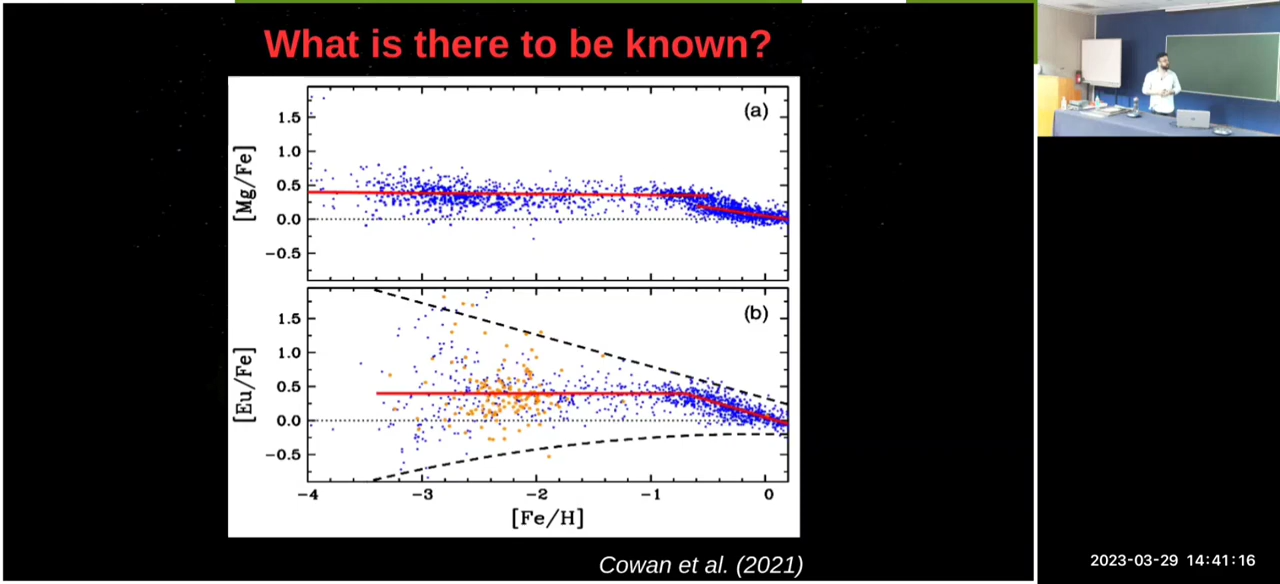 What is there to be known?
(a)
[Mg/Fe]
1.5
1.0
0.5
0.0
−0.5
(b)
[Eu/Fe]
1.5
1.0
0.5
0.0
−0.5
−4 −3 −2 −1 0
[Fe/H]
Cowan et al. (2021)
2023-03-29 14:41:16